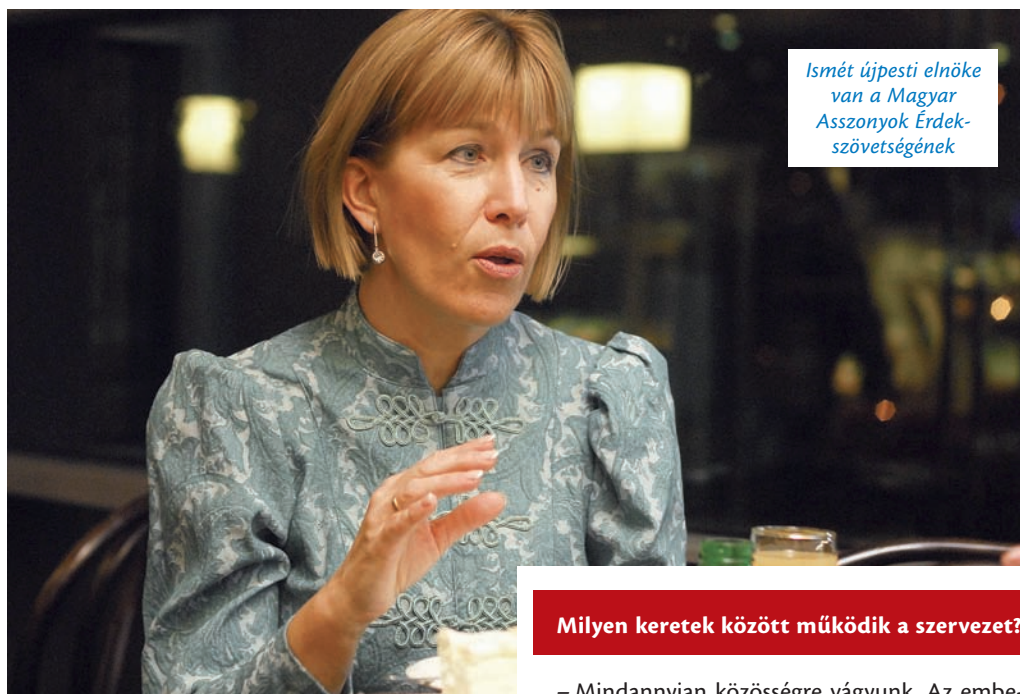 Ismét újpesti elnöke
van a Magyar
Asszonyok Érdek-
szövetségének
Milyen keretek között működik a szervezet?
– Mindannyian közösségre vágyunk. Az embe-